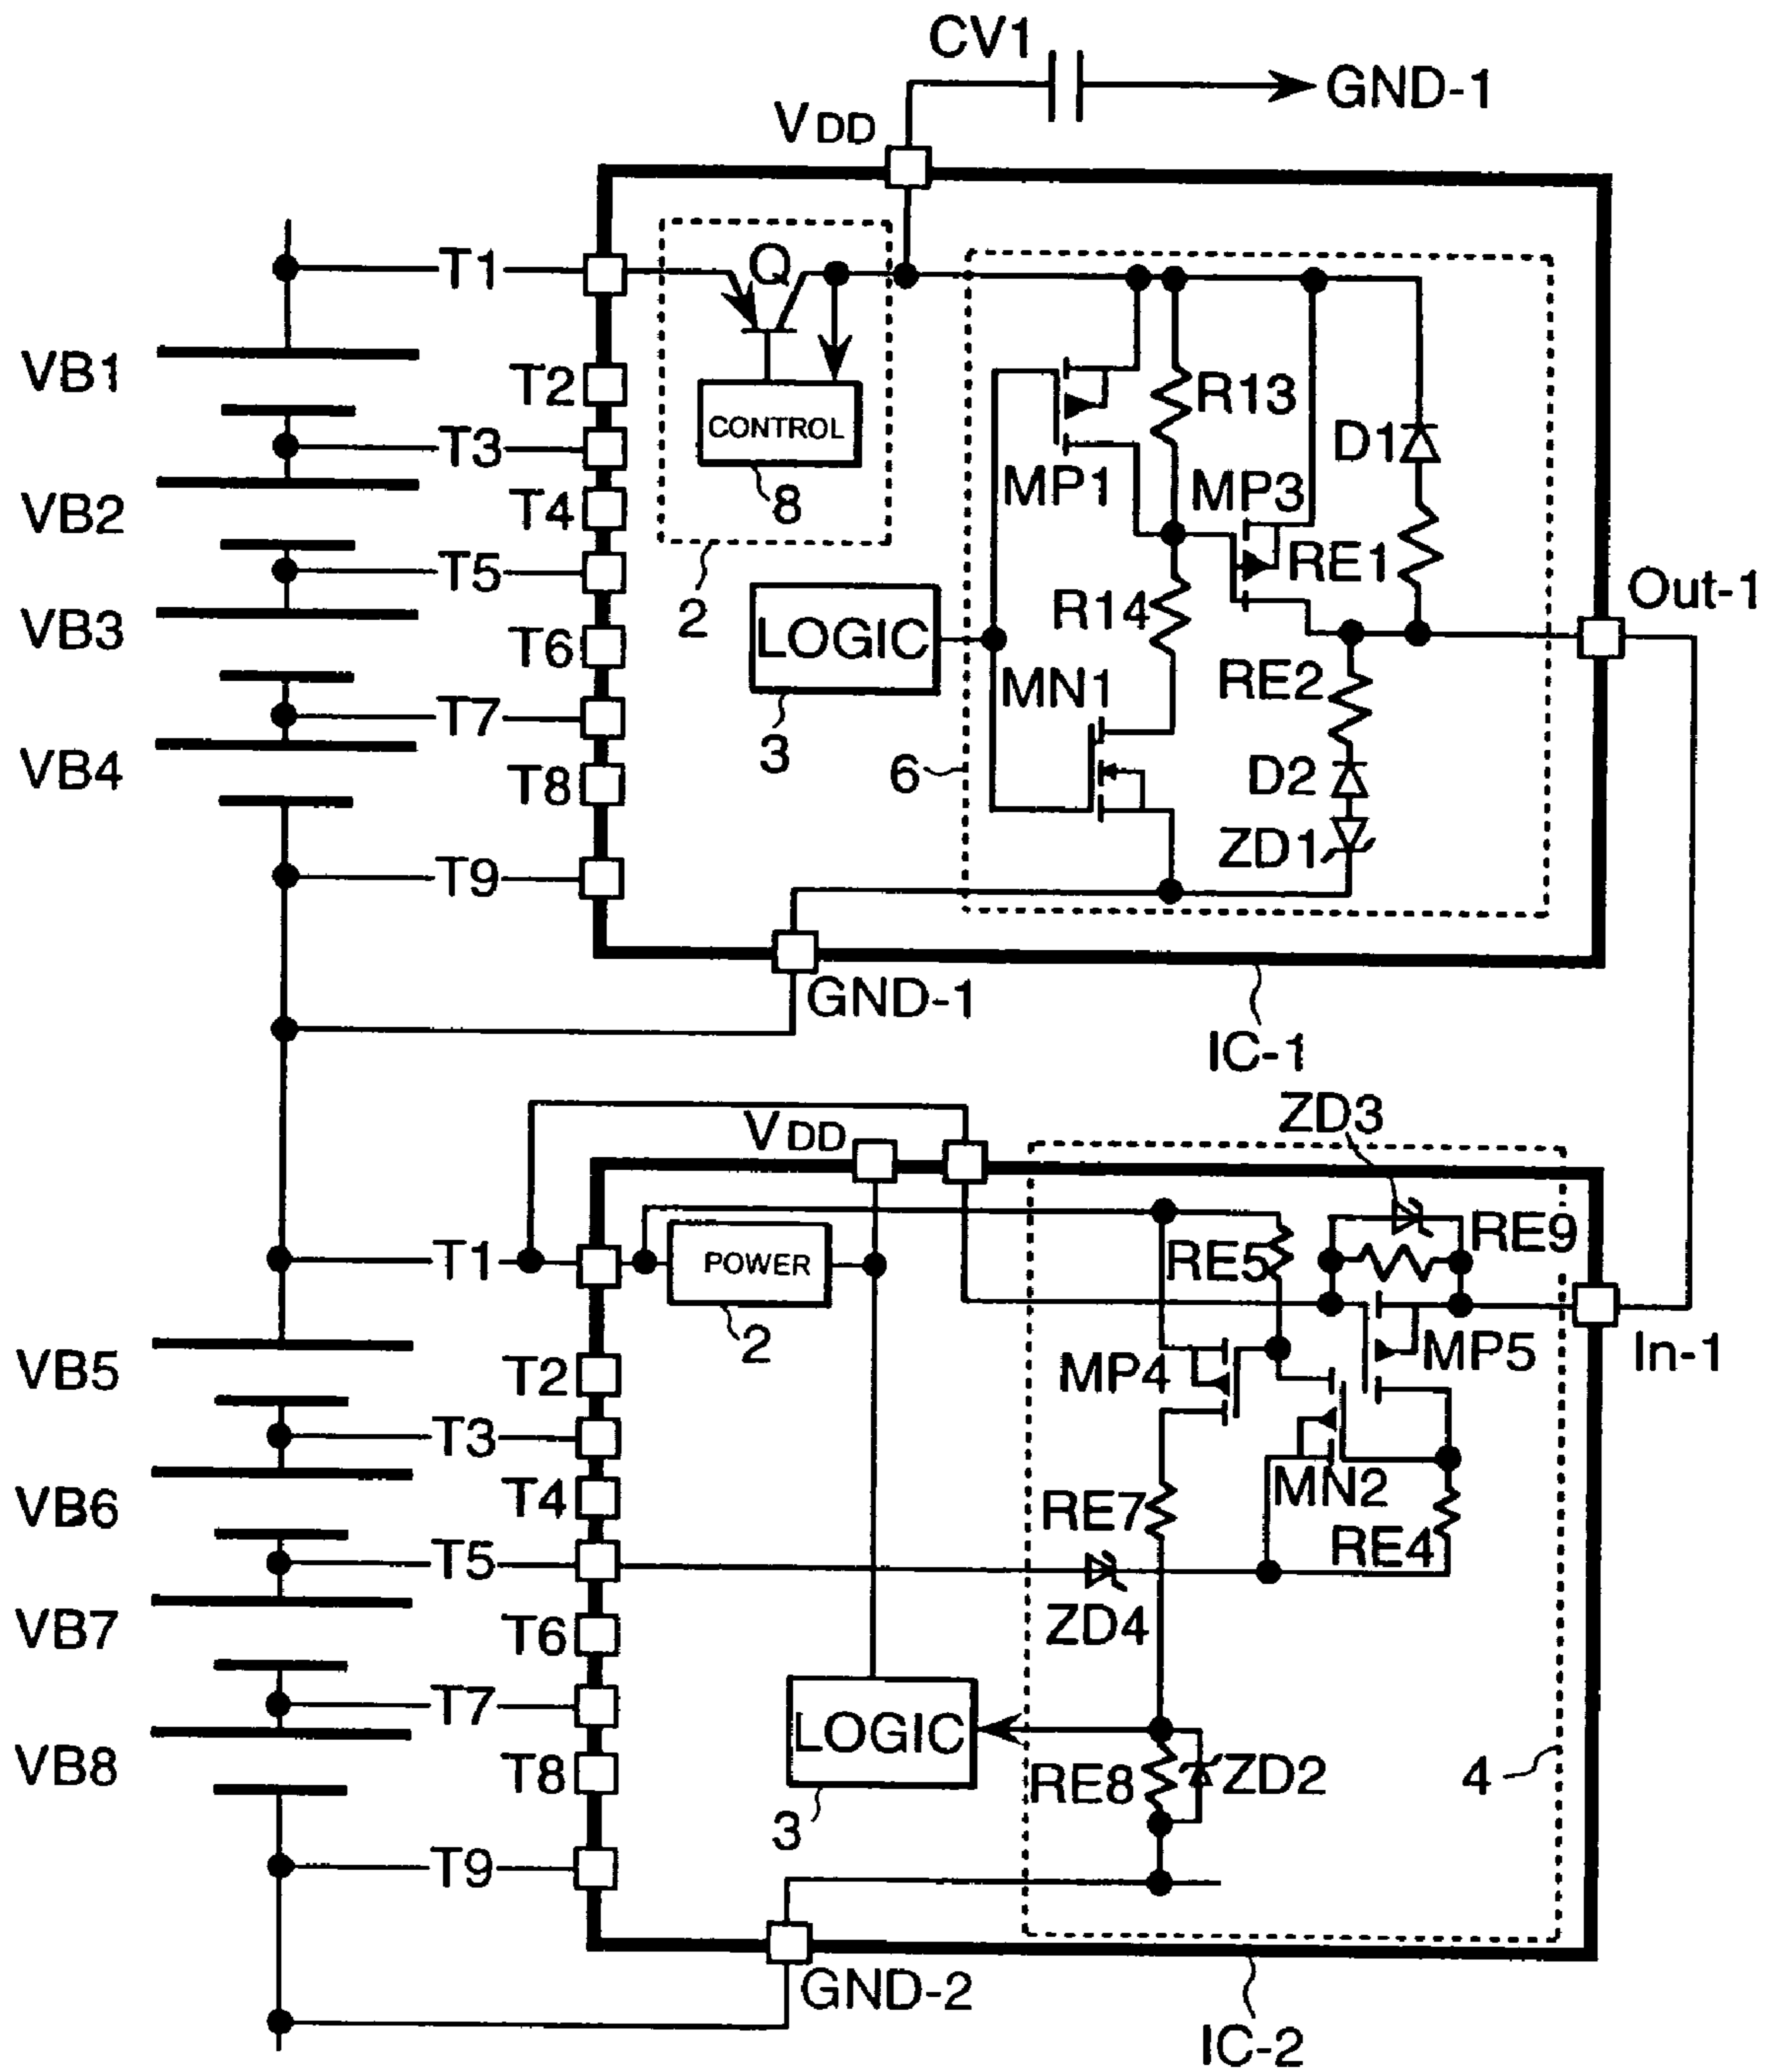 CV1
GND-1
VDD
T1
Q
VB1
T2
R13
CONTROL
D1
T3
MP1
MP3
8
VB2
T4
RE1
T5
Out-1
R14
2
VB3
LOGIC
T6
MN1
RE2
T7
3
6
D2
VB4
T8
ZD1
T9
GND-1
IC-1
ZD3
VDD
RE9
RE5
T1
POWER
2
MP5
In-1
VB5
T2
MP4
T3
MN2
VB6
T4
RE7
RE4
T5
ZD4
VB7
T6
T7
LOGIC
VB8
T8
RE8
ZD2
4
3
T9
GND-2
IC-2